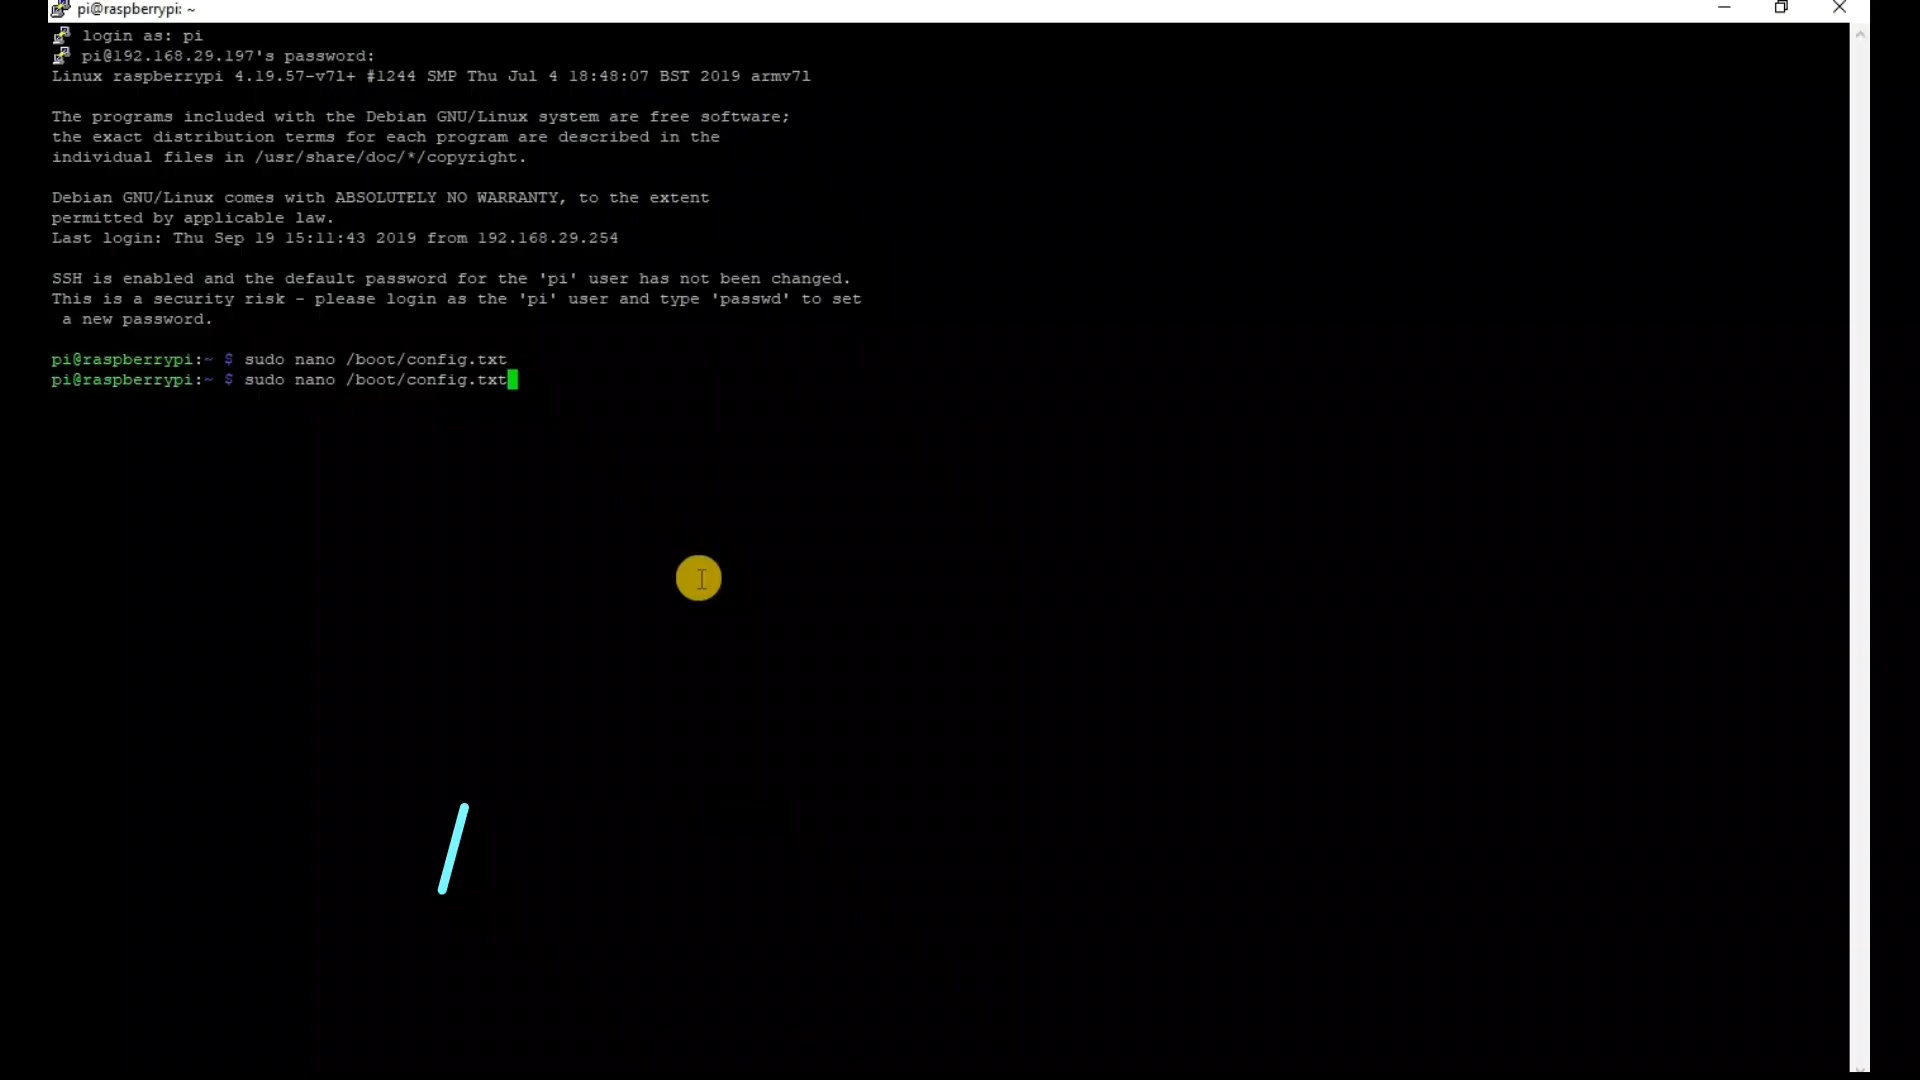 pi@raspberrypi: ~
login as: pi
pi@192.168.29.197's password:
Linux raspberrypi 4.19.57-v7l+ #1244 SMP Thu Jul 4 18:48:07 BST 2019 armv7l
The programs included with the Debian GNU/Linux system are free software;
the exact distribution terms for each program are described in the
individual files in /usr/share/doc/*/copyright.
Debian GNU/Linux comes with ABSOLUTELY NO WARRANTY, to the extent
permitted by applicable law.
Last login: Thu Sep 19 15:11:43 2019 from 192.168.29.254
SSH is enabled and the default password for the 'pi' user has not been changed.
This is a security risk - please login as the 'pi' user and type 'passwd' to set
 a new password.
pi@raspberrypi:~ $ sudo nano /boot/config.txt
pi@raspberrypi:~ $ sudo nano /boot/config.txt